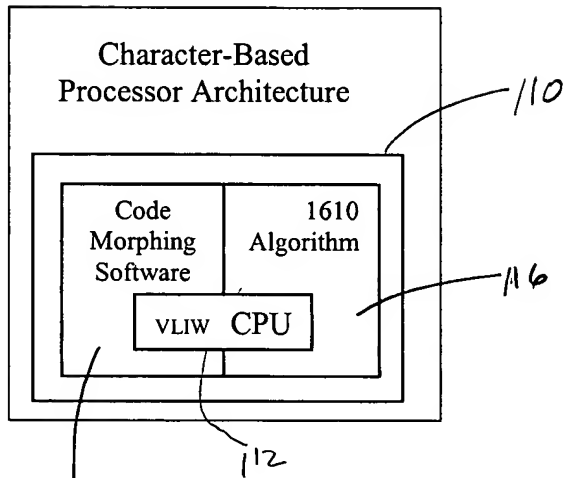 Character-Based
Processor Architecture
110
Code
Morphing
Software
1610
Algorithm
116
VLIW CPU
112